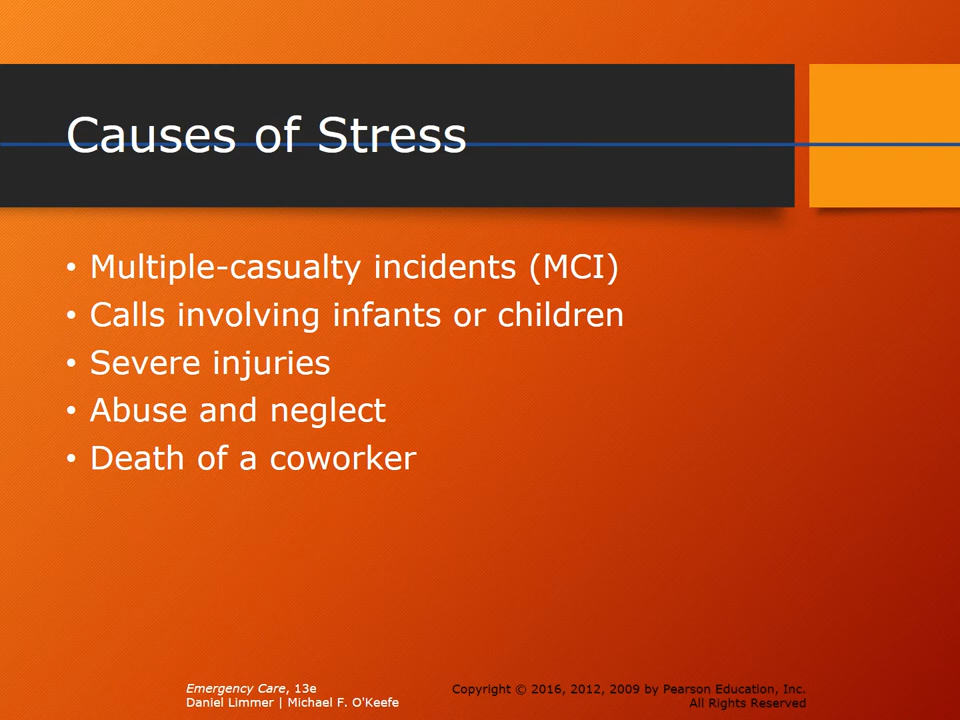 Causes of Stress
• Multiple-casualty incidents (MCI)
• Calls involving infants or children
• Severe injuries
• Abuse and neglect
• Death of a coworker
Emergency Care, 13e
Daniel Limmer | Michael F. O'Keefe
Copyright © 2016, 2012, 2009 by Pearson Education, Inc.
All Rights Reserved